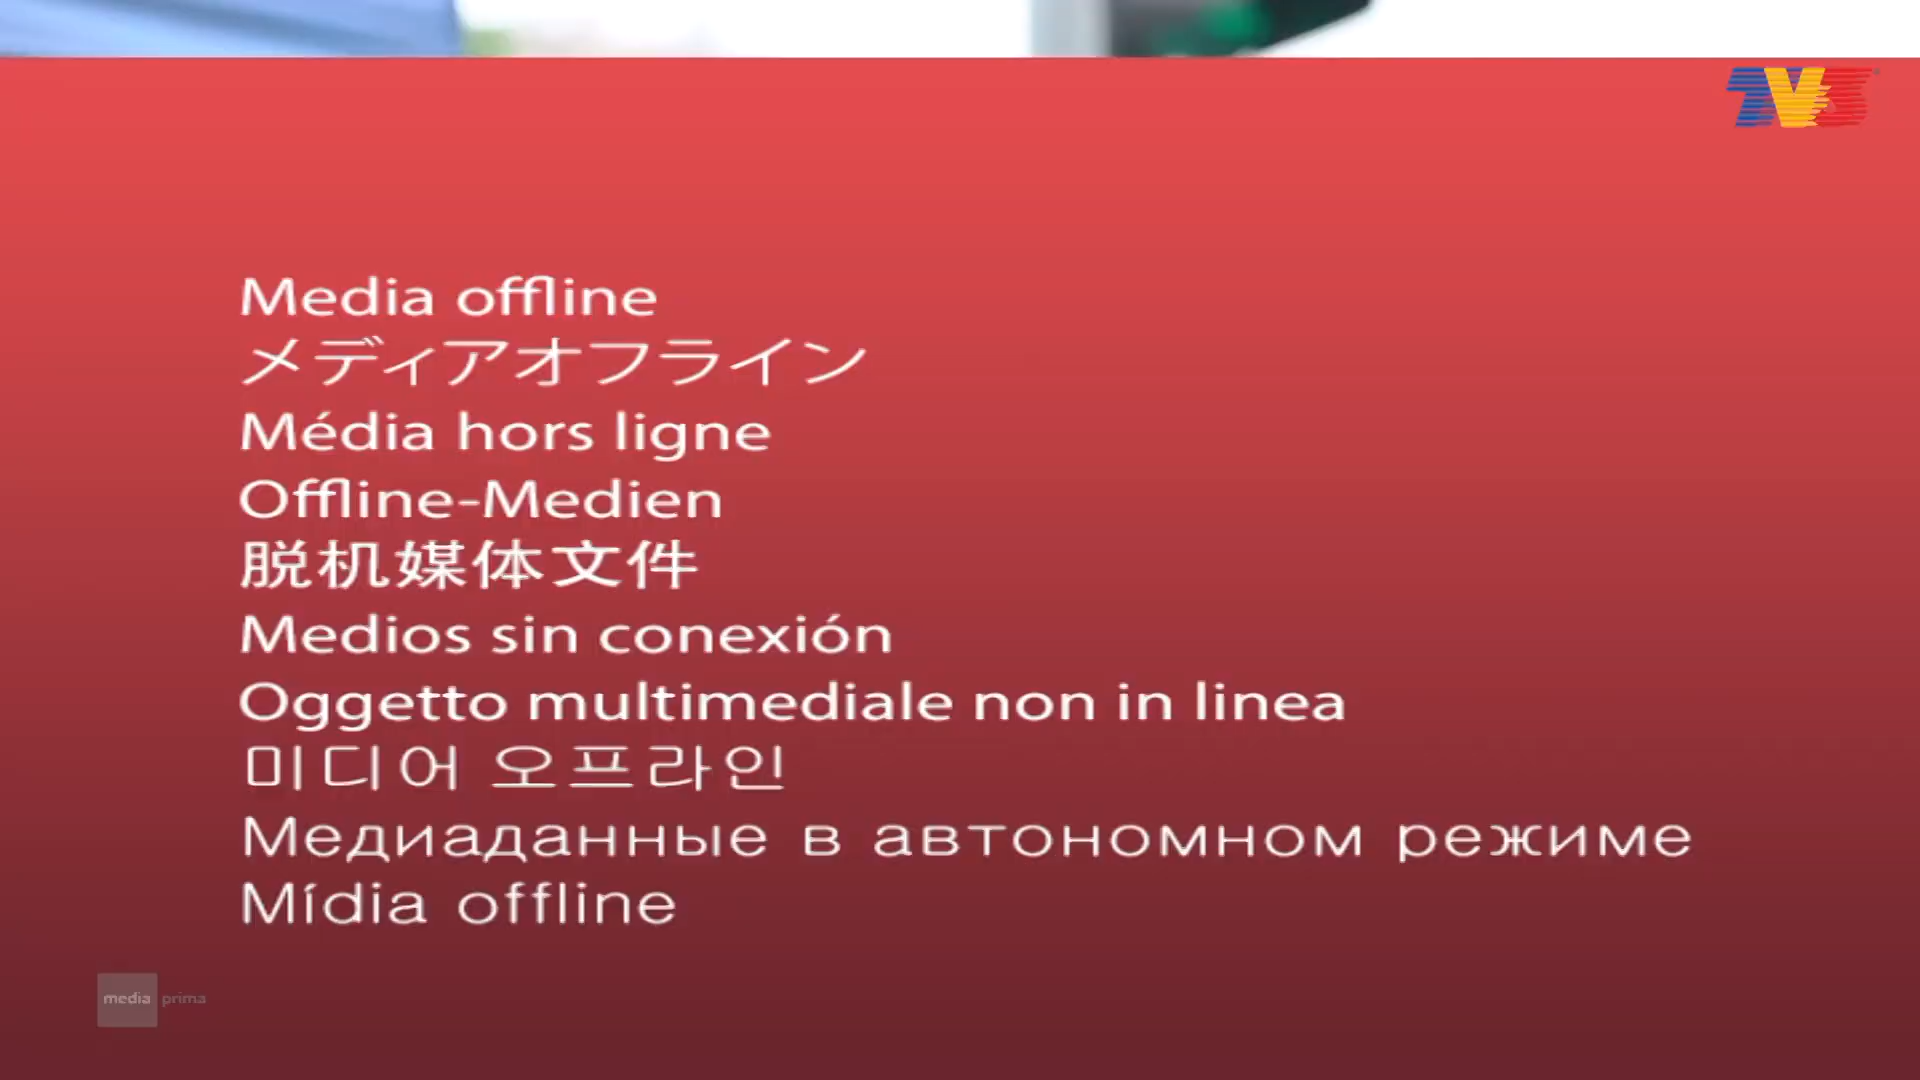 TV3
Media offline
メディアオフライン
Média hors ligne
Offline-Medien
脱机媒体文件
Medios sin conexión
Oggetto multimediale non in linea
미디어 오프라인
Медиаданные в автономном режиме
Mídia offline
media prima